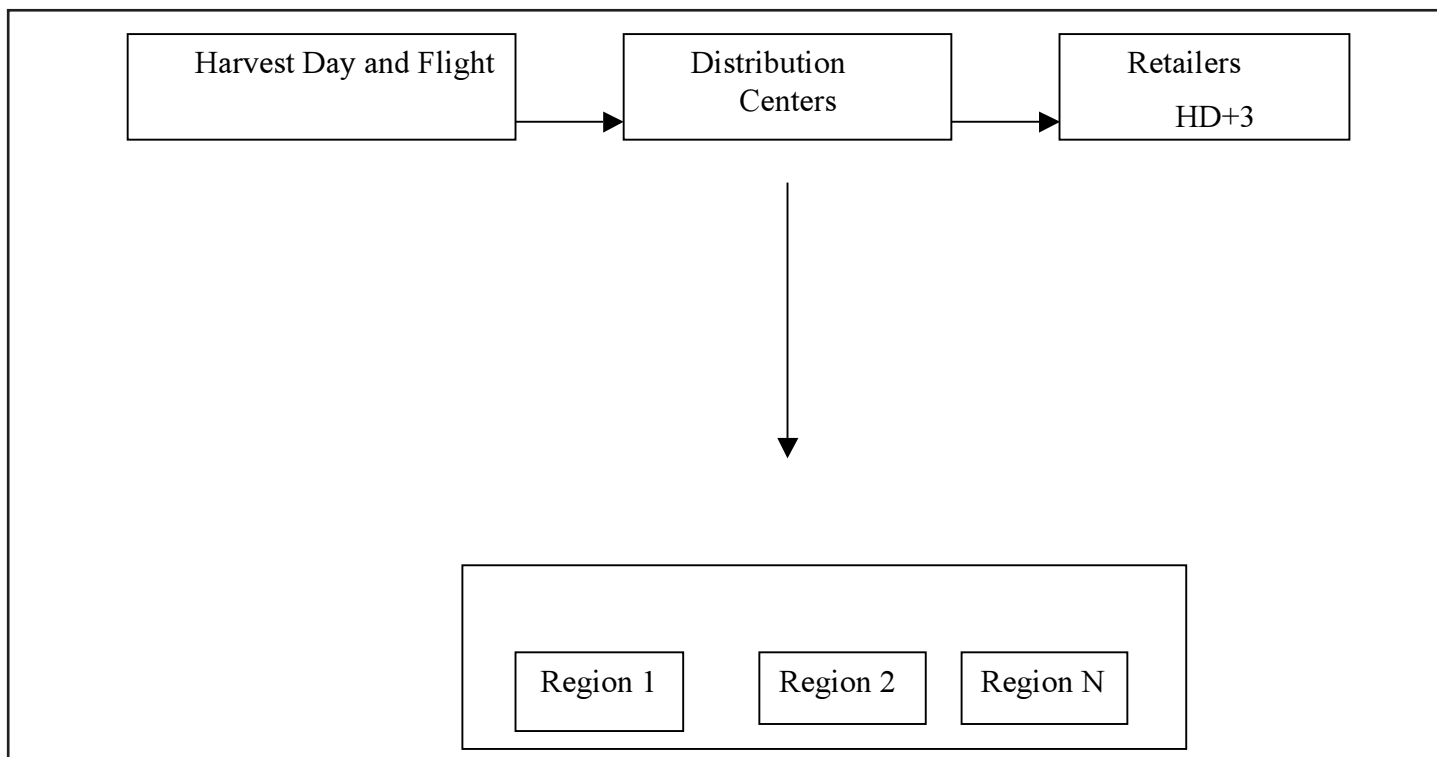 Harvest Day and Flight
Distribution
Centers
Retailers
HD+3
Region 1
Region 2
Region N